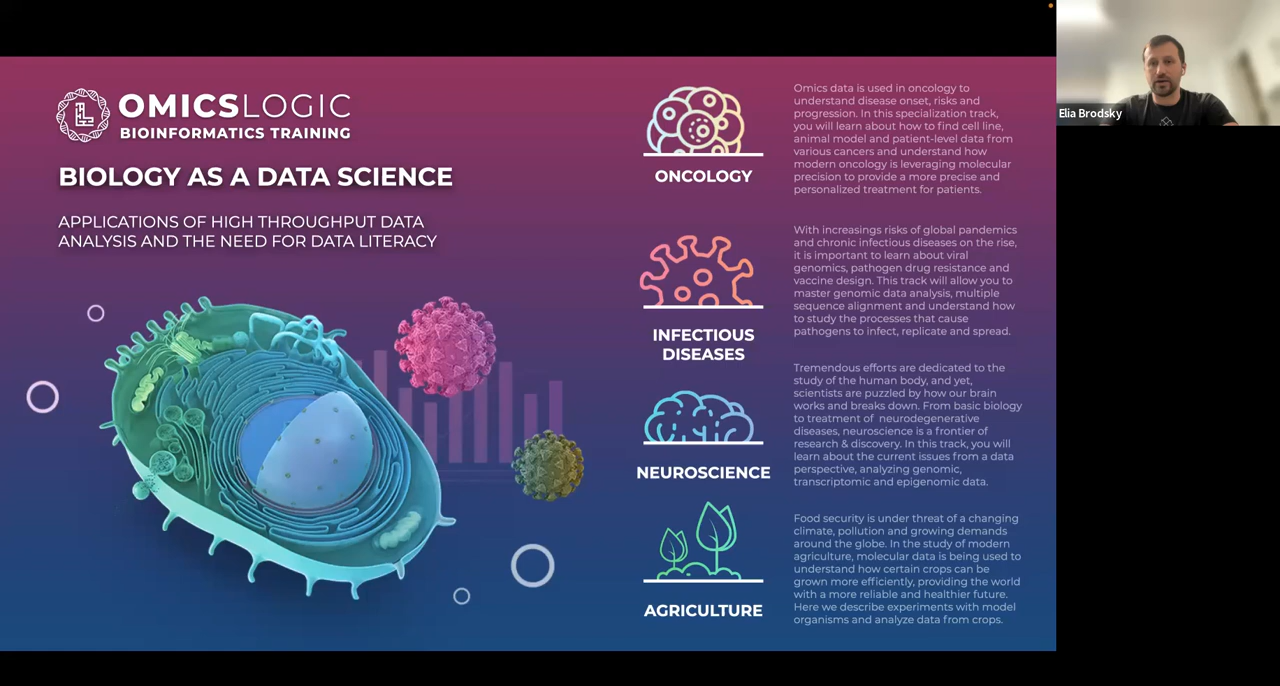 OMICSLOGIC
BIOINFORMATICS TRAINING
BIOLOGY AS A DATA SCIENCE
APPLICATIONS OF HIGH THROUGHPUT DATA
ANALYSIS AND THE NEED FOR DATA LITERACY
ONCOLOGY
Omics data is used in oncology to
understand disease onset, risks and
progression. In this specialization track,
you will learn about how to find cell line,
animal model and patient-level data from
various cancers and understand how
modern oncology is leveraging molecular
precision to provide a more precise and
personalized treatment for patients.
INFECTIOUS
DISEASES
With increasings risks of global pandemics
and chronic infectious diseases on the rise,
it is important to learn about viral
genomics, pathogen drug resistance and
vaccine design. This track will allow you to
master genomic data analysis, multiple
sequence alignment and understand how
to study the processes that cause
pathogens to infect, replicate and spread.
NEUROSCIENCE
Tremendous efforts are dedicated to the
study of the human body, and yet,
scientists are puzzled by how our brain
works and breaks down. From basic biology
to treatment of neurodegenerative
diseases, neuroscience is a frontier of
research & discovery. In this track, you will
learn about the current issues from a data
perspective, analyzing genomic,
transcriptomic and epigenomic data.
AGRICULTURE
Food security is under threat of a changing
climate, pollution and growing demands
around the globe. In the study of modern
agriculture, molecular data is being used to
understand how certain crops can be
grown more efficiently, providing the world
with a more reliable and healthier future.
Here we describe experiments with model
organisms and analyze data from crops.
Elia Brodsky